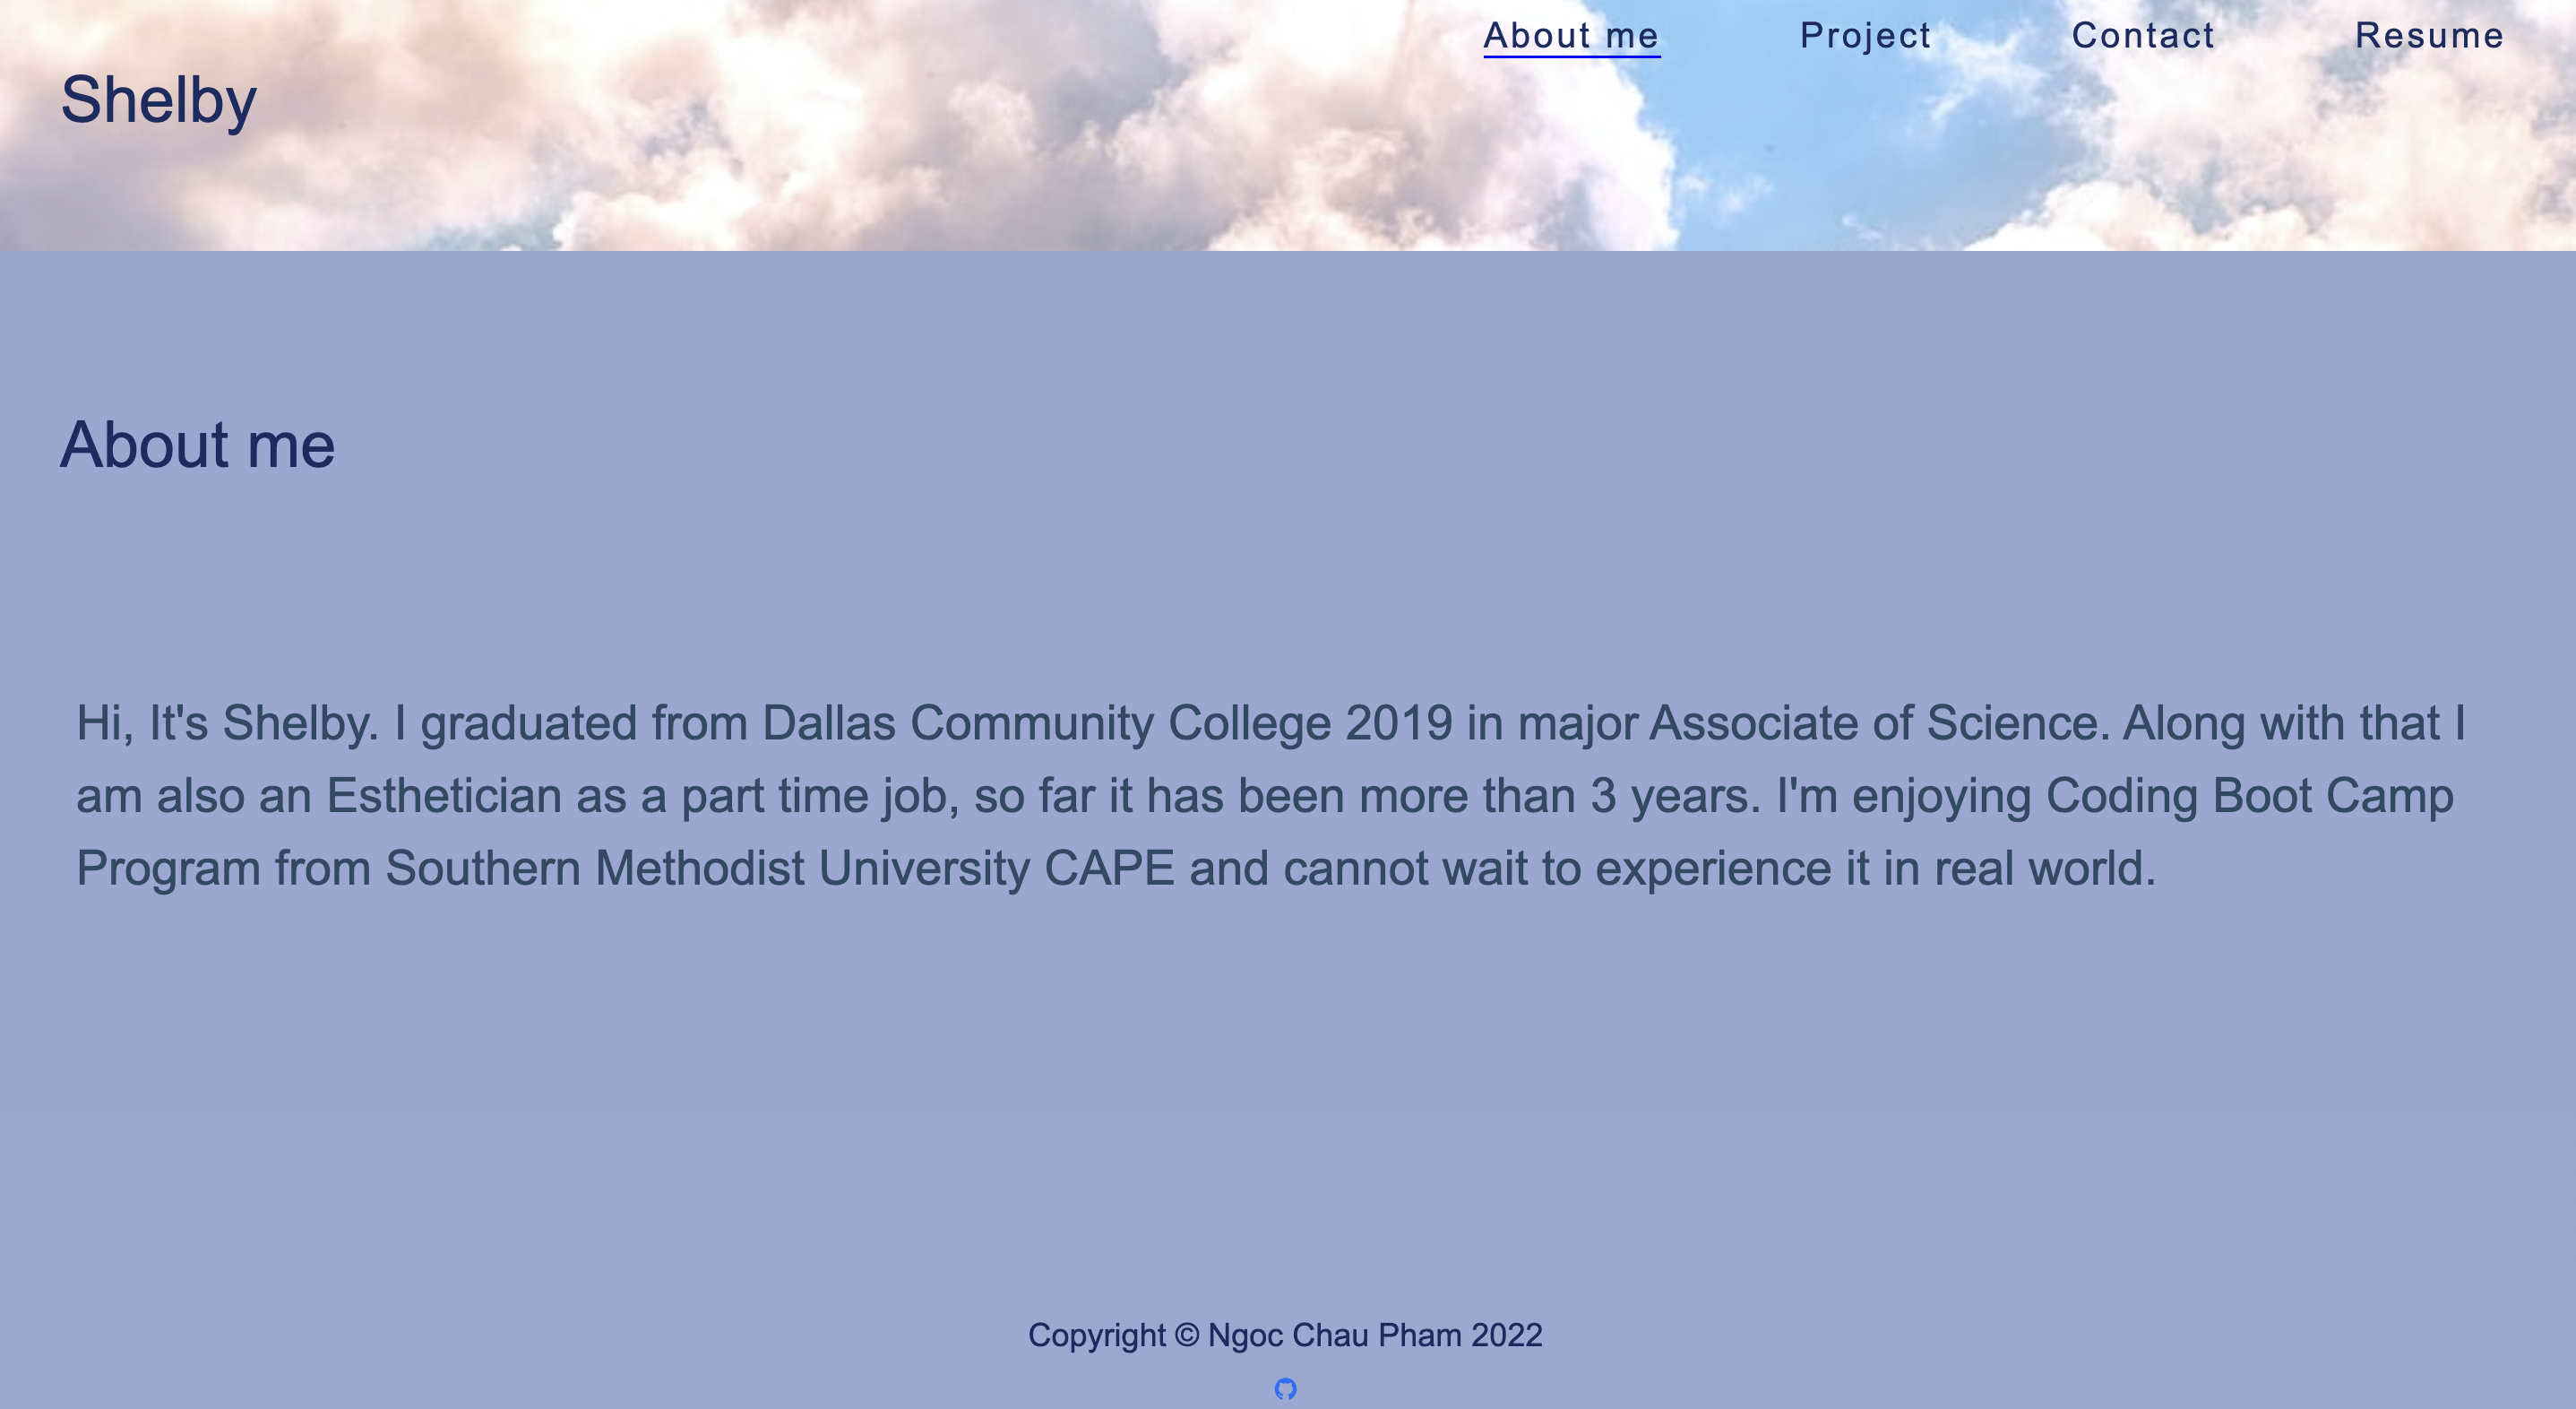 About me Project Contact Resume
Shelby
About me
Hi, It's Shelby. I graduated from Dallas Community College 2019 in major Associate of Science. Along with that I
am also an Esthetician as a part time job, so far it has been more than 3 years. I'm enjoying Coding Boot Camp
Program from Southern Methodist University CAPE and cannot wait to experience it in real world.
Copyright © Ngoc Chau Pham 2022